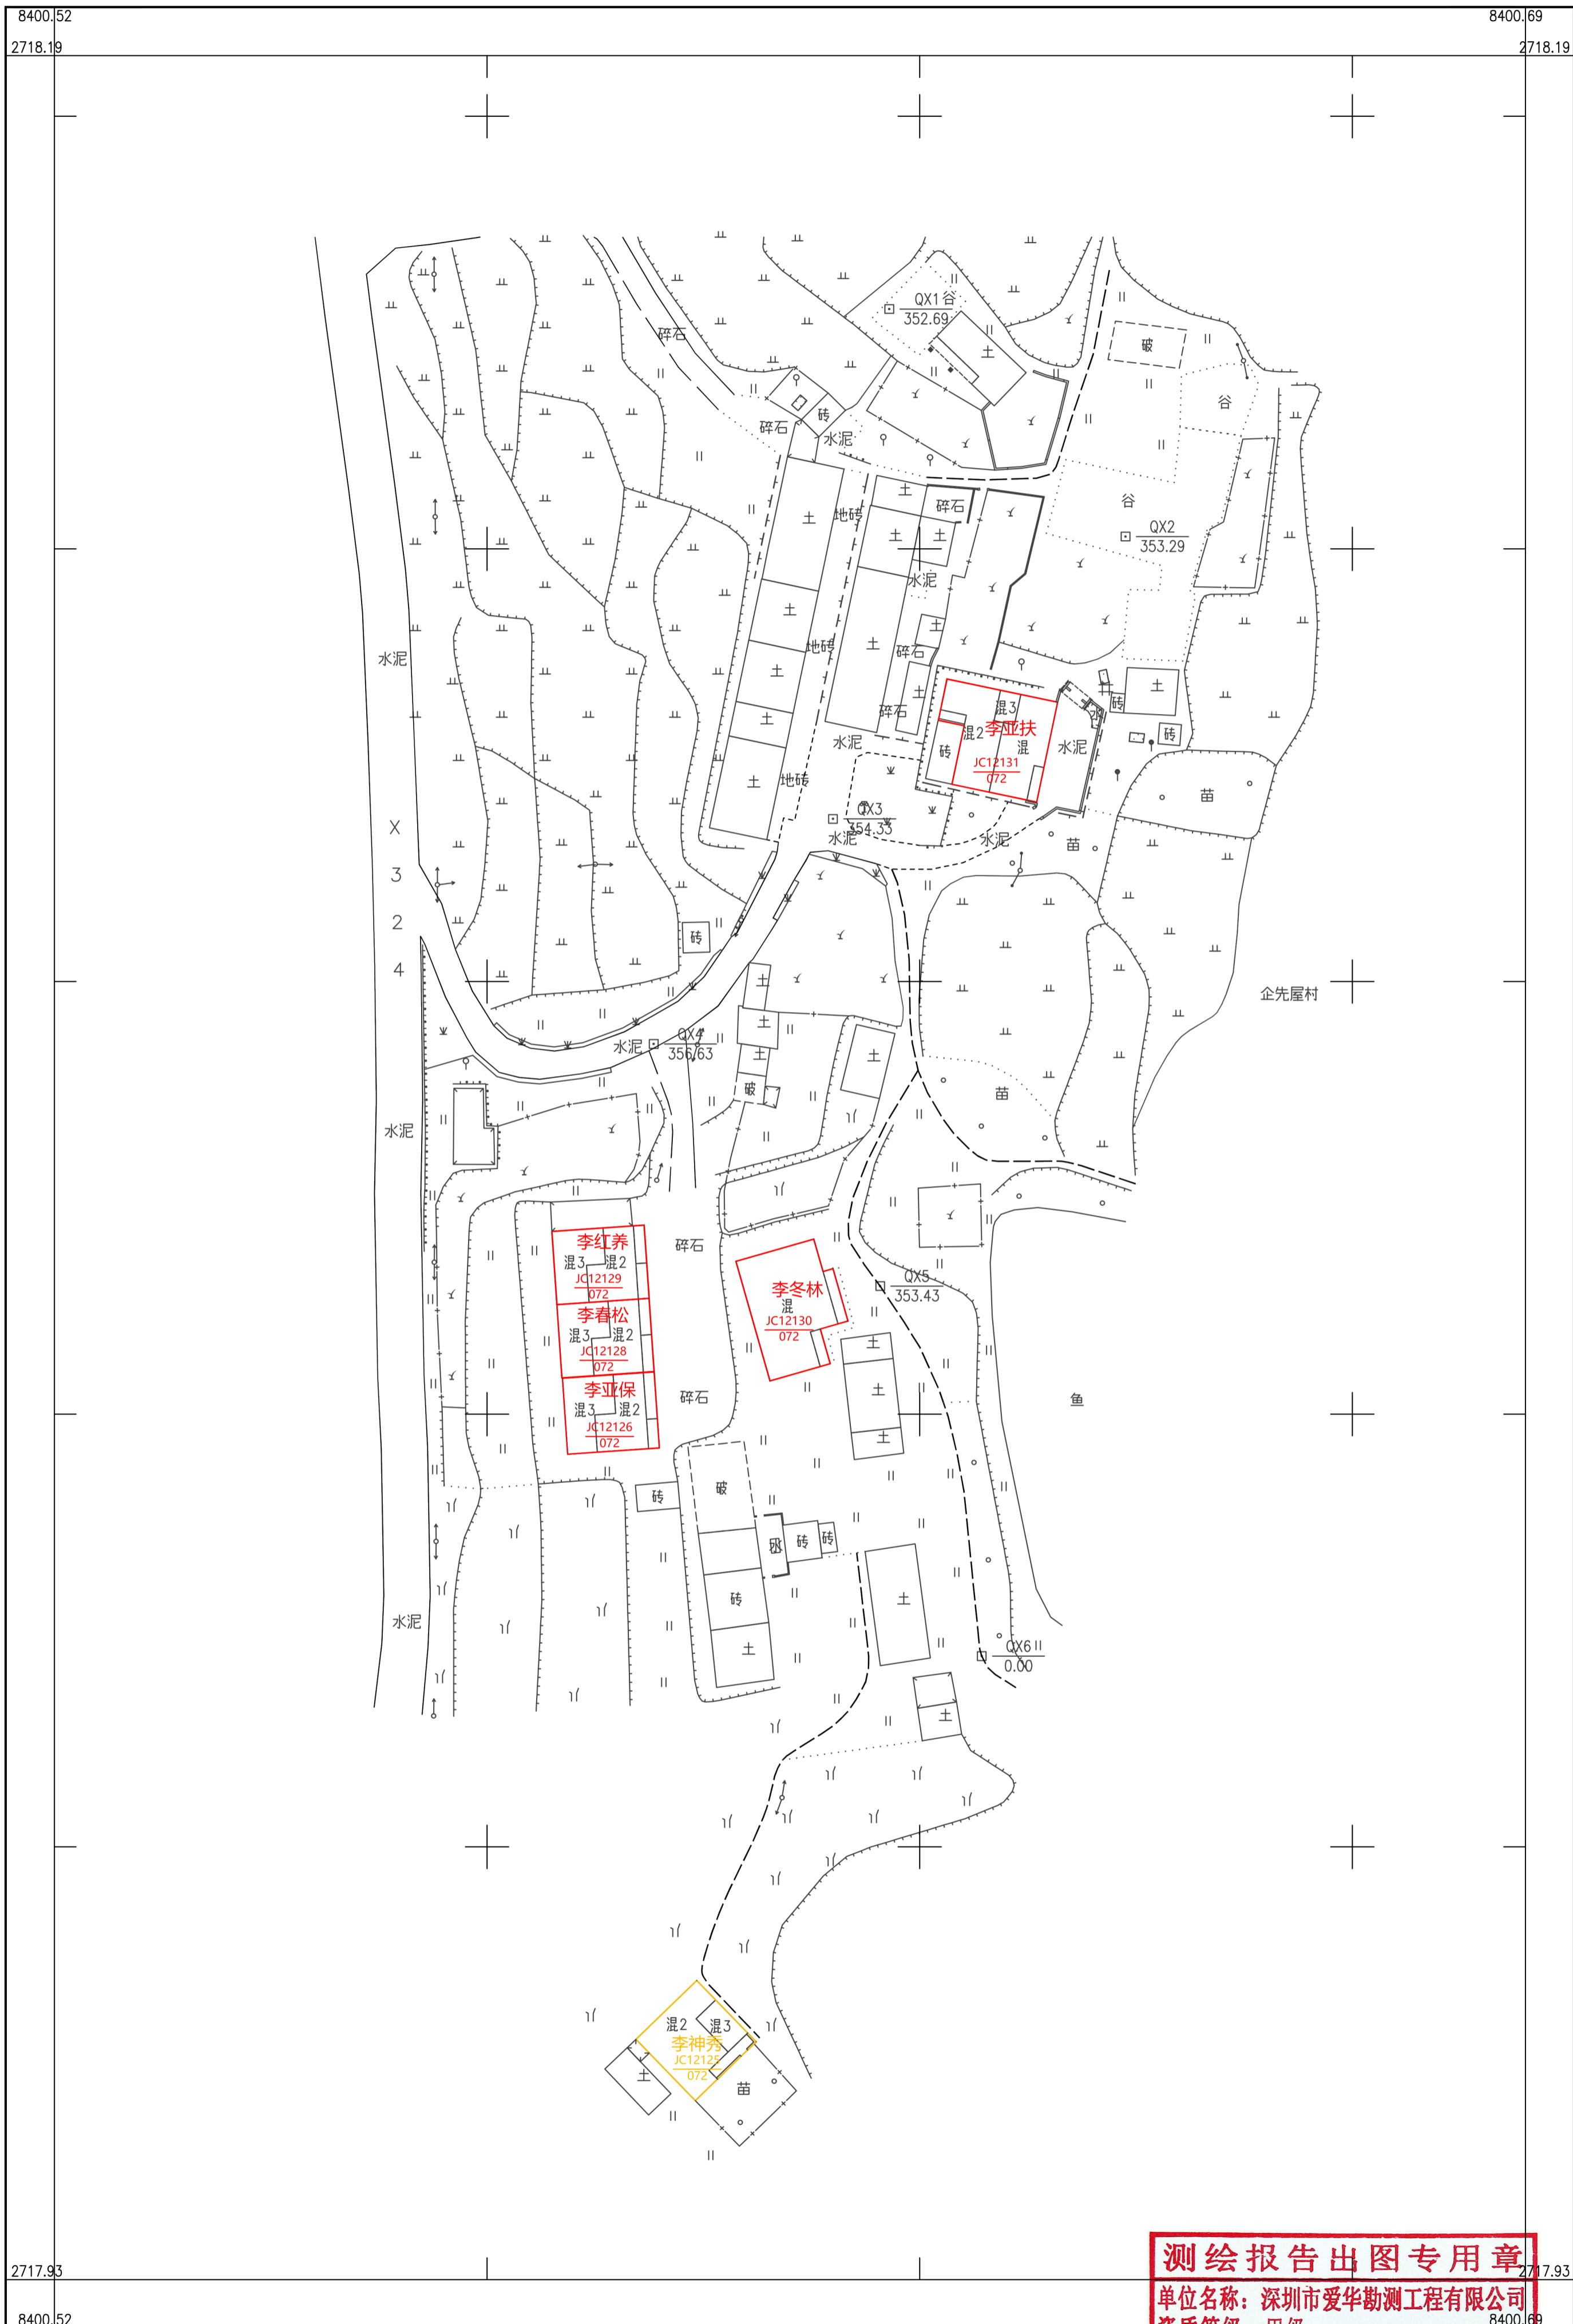 8400.52
8400.69
2718.19
2718.19
QX1谷
352.69
碎石
土
破
谷
砖
碎石
水泥
土
碎石
地砖
土
土
土
谷
QX2
353.29
水泥
土
土
地砖
土
碎石
水泥
土
土
土
砖
碎石
混3
李亚扶
混2
混
水
砖
土
水泥
水泥
砖
JC12131
072
土
地砖
苗
QX3
354.33
水泥
水泥
苗
X
3
2
4
砖
土
企先屋村
土
QX4
356.63
水泥
土
土
破
苗
水泥
碎石
李红养
混3
混2
JC12129
072
李冬林
混
JC12130
072
QX5
353.43
李春松
混3
混2
JC12128
072
土
李亚保
混3
混2
JC12126
072
碎石
土
鱼
土
破
砖
水
砖
砖
砖
土
水泥
土
QX6
0.00
土
混2
混3
李神秀
JC12125
072
土
苗
测绘报告出图专用章
2717.93
2717.93
单位名称：深圳市爱华勘测工程有限公司
8400.52
8400.69